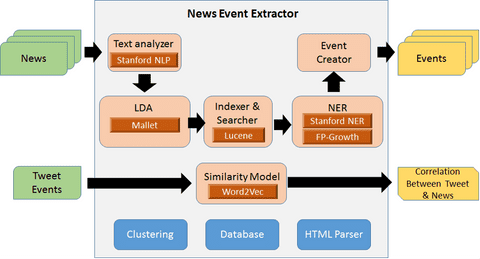 News Event Extractor
News
Text analyzer
Stanford NLP
Event
Creator
Events
LDA
Mallet
Indexer &
Searcher
Lucene
NER
Stanford NER
FP-Growth
Tweet
Events
Similarity Model
Word2Vec
Correlation
Between Tweet
& News
Clustering
Database
HTML Parser